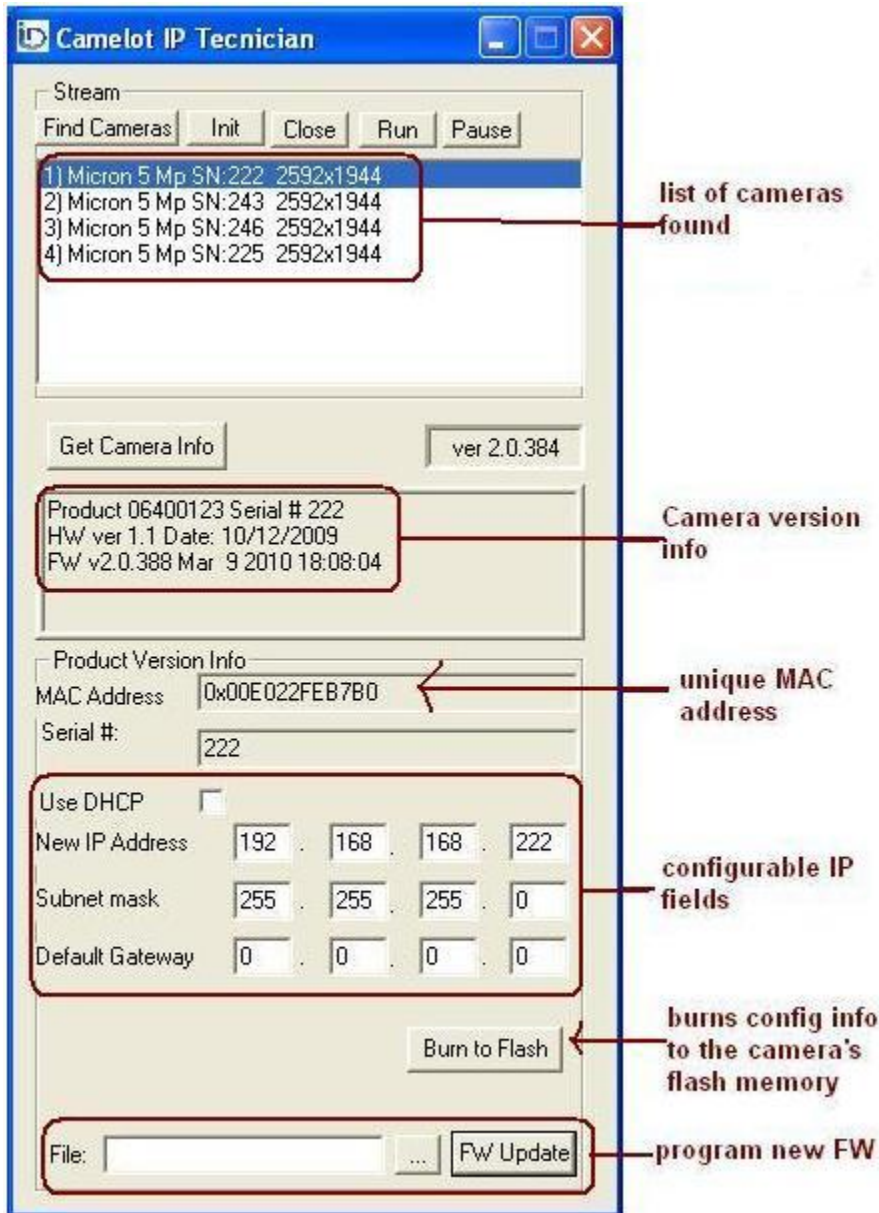 iD Camelot IP Tecnician
Stream
Find Cameras Init Close Run Pause
1) Micron 5 Mp SN:222 2592x1944
2) Micron 5 Mp SN:243 2592x1944
3) Micron 5 Mp SN:246 2592x1944
4) Micron 5 Mp SN:225 2592x1944
list of cameras
found
Get Camera Info
ver 2.0.384
Product 06400123 Serial # 222
HW ver 1.1 Date: 10/12/2009
FW v2.0.388 Mar 9 2010 18:08:04
Camera version
info
Product Version Info
MAC Address 0x00E022FEB7B0
unique MAC
address
Serial #:
222
Use DHCP
New IP Address 192 . 168 . 168 . 222
Subnet mask 255 . 255 . 255 . 0
Default Gateway 0 . 0 . 0 . 0
configurable IP
fields
Burn to Flash
burns config info
to the camera's
flash memory
File: ... FW Update
program new FW